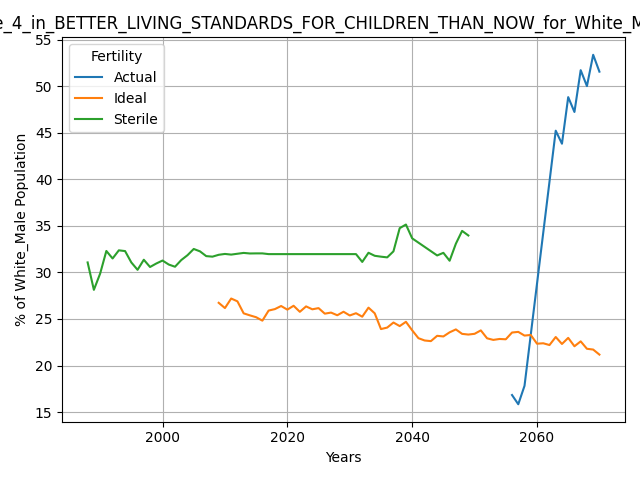 e_4_in_BETTER_LIVING_STANDARDS_FOR_CHILDREN_THAN_NOW_for_White_M
Fertility
Actual
Ideal
Sterile
% of White_Male Population
55
50
45
40
35
30
25
20
15
2000
2020
2040
2060
Years